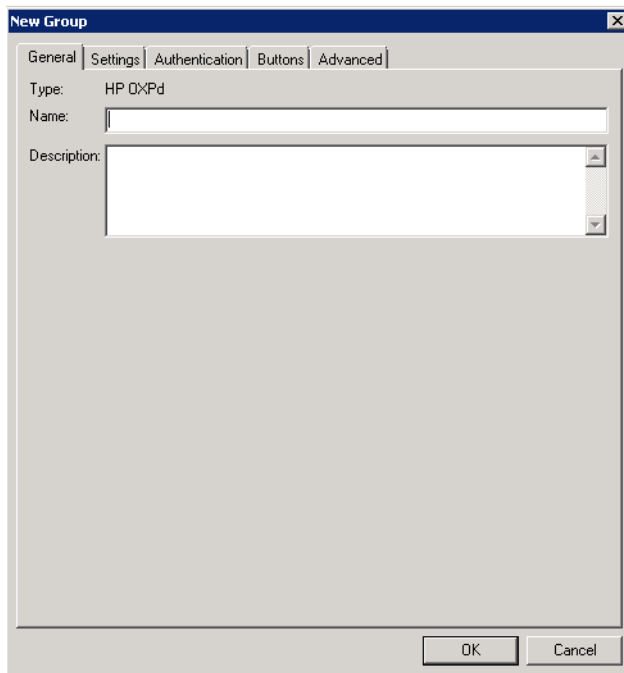 New Group
General Settings Authentication Buttons Advanced
Type: HP OXPd
Name:
Description:
OK Cancel